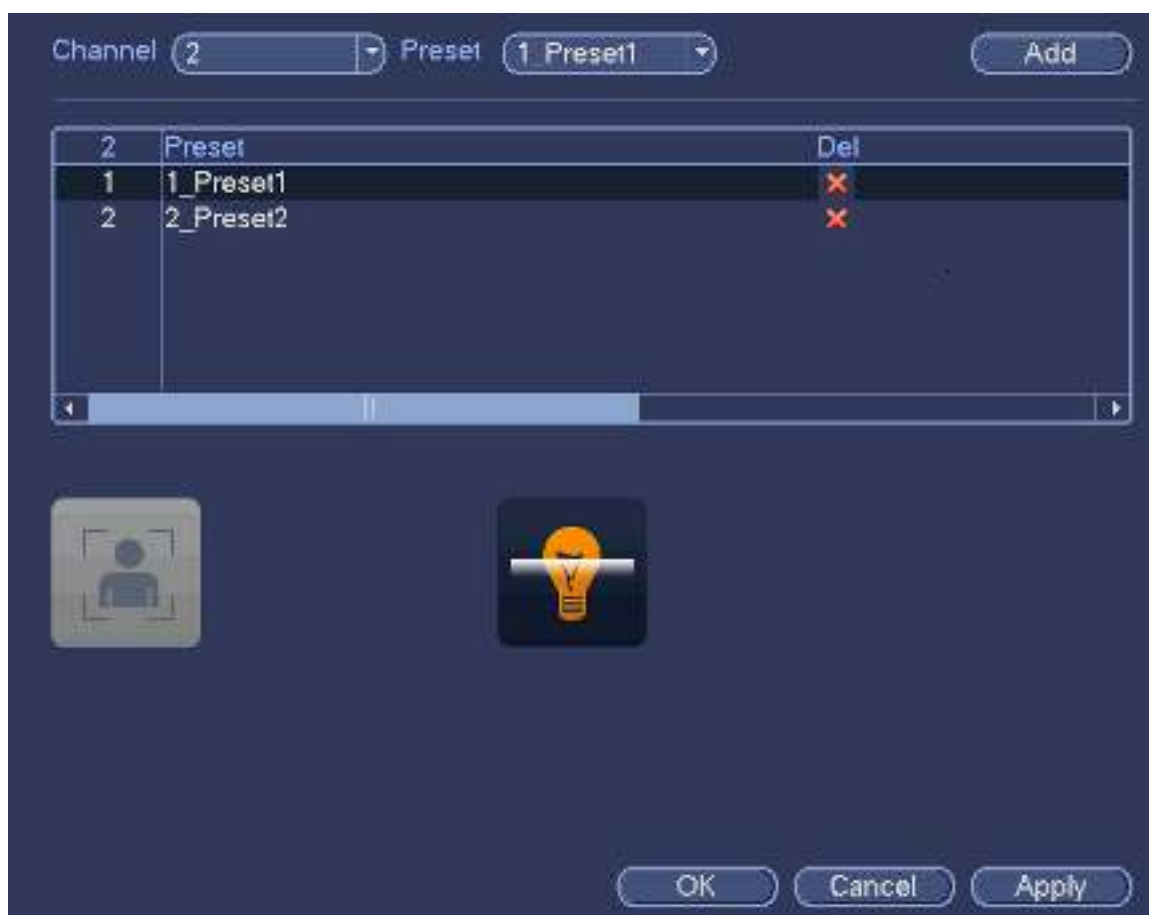 Channel 2 Preset 1_Preset1 Add
2 Preset Del
1 1_Preset1
2 2_Preset2
OK Cancel Apply